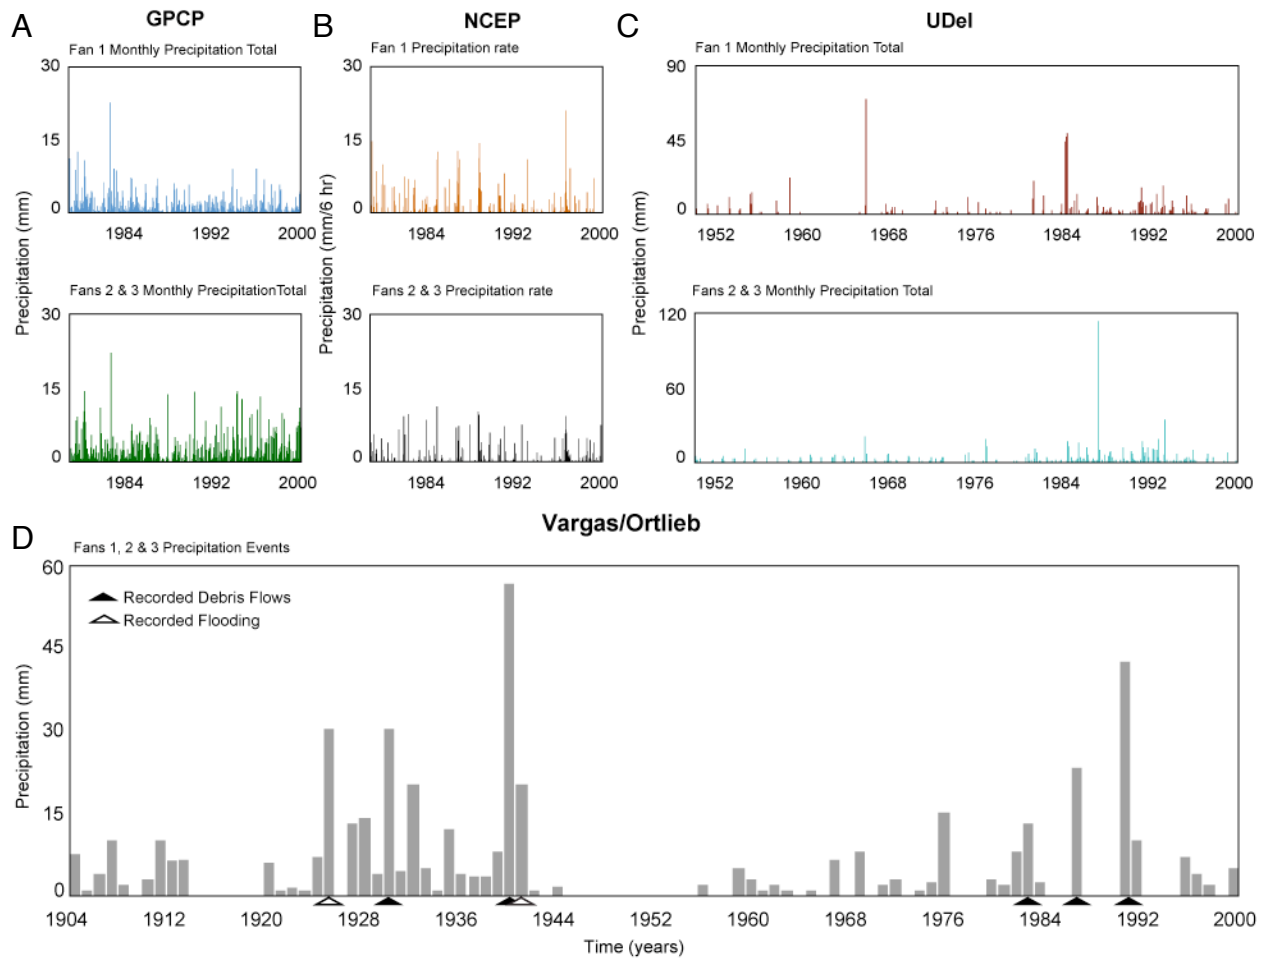 A
GPCP
B
NCEP
C
UDel
Fan 1 Monthly Precipitation Total
Fan 1 Precipitation rate
Fan 1 Monthly Precipitation Total
30
15
0
1984
1992
2000
30
15
0
1984
1992
2000
90
45
0
1952
1960
1968
1976
1984
1992
2000
Precipitation (mm)
Precipitation (mm/6 hr)
Precipitation (mm)
Fans 2 & 3 Monthly PrecipitationTotal
Fans 2 & 3 Precipitation rate
Fans 2 & 3 Monthly Precipitation Total
30
15
0
1984
1992
2000
30
15
0
1984
1992
2000
120
60
0
1952
1960
1968
1976
1984
1992
2000
D
Vargas/Ortlieb
Fans 1, 2 & 3 Precipitation Events
Recorded Debris Flows
Recorded Flooding
60
45
30
15
0
Precipitation (mm)
1904
1912
1920
1928
1936
1944
1952
1960
1968
1976
1984
1992
2000
Time (years)